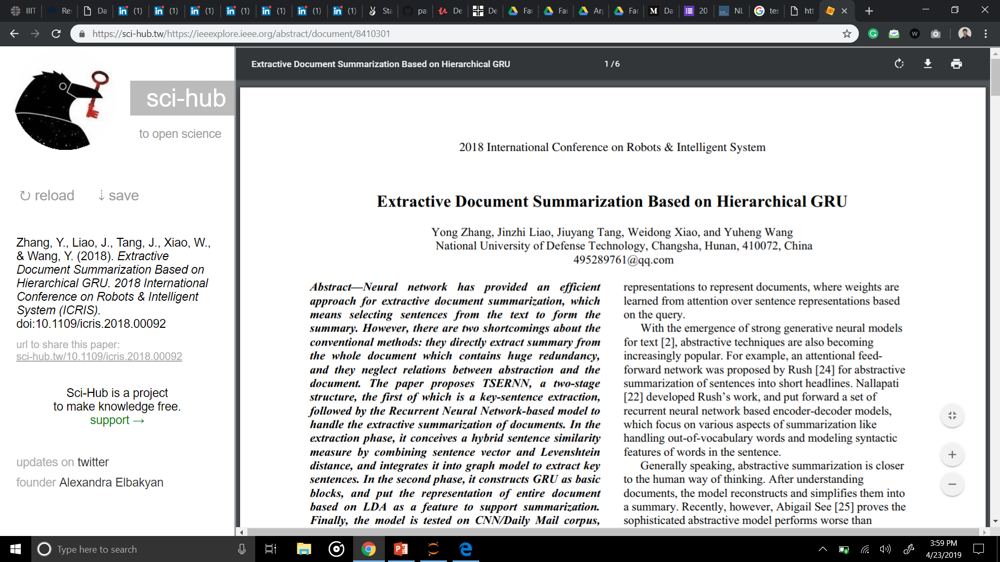 IIIT
Re
Da
(1)
(1)
(1)
(1)
(1)
(1)
(1)
Sta
pa
De
De
Far
Far
Ar
Far
M Da
20
NL
tes
htt
https://sci-hub.tw/https://ieeexplore.ieee.org/abstract/document/8410301
sci-hub
to open science
↻ reload
⇣ save
Zhang, Y., Liao, J., Tang, J., Xiao, W.,
& Wang, Y. (2018). Extractive
Document Summarization Based on
Hierarchical GRU. 2018 International
Conference on Robots & Intelligent
System (ICRIS).
doi:10.1109/icris.2018.00092
url to share this paper:
sci-hub.tw/10.1109/icris.2018.00092
Sci-Hub is a project
to make knowledge free.
support →
updates on twitter
founder Alexandra Elbakyan
Extractive Document Summarization Based on Hierarchical GRU
1 / 6
2018 International Conference on Robots & Intelligent System
Extractive Document Summarization Based on Hierarchical GRU
Yong Zhang, Jinzhi Liao, Jiuyang Tang, Weidong Xiao, and Yuheng Wang
National University of Defense Technology, Changsha, Hunan, 410072, China
495289761@qq.com
Abstract—Neural network has provided an efficient
approach for extractive document summarization, which
means selecting sentences from the text to form the
summary. However, there are two shortcomings about the
conventional methods: they directly extract summary from
the whole document which contains huge redundancy,
and they neglect relations between abstraction and the
document. The paper proposes TSERNN, a two-stage
structure, the first of which is a key-sentence extraction,
followed by the Recurrent Neural Network-based model to
handle the extractive summarization of documents. In the
extraction phase, it conceives a hybrid sentence similarity
measure by combining sentence vector and Levenshtein
distance, and integrates it into graph model to extract key
sentences. In the second phase, it constructs GRU as basic
blocks, and put the representation of entire document
based on LDA as a feature to support summarization.
Finally, the model is tested on CNN/Daily Mail corpus,
representations to represent documents, where weights are
learned from attention over sentence representations based
on the query.
With the emergence of strong generative neural models
for text [2], abstractive techniques are also becoming
increasingly popular. For example, an attentional feed-
forward network was proposed by Rush [24] for abstractive
summarization of sentences into short headlines. Nallapati
[22] developed Rush's work, and put forward a set of
recurrent neural network based encoder-decoder models,
which focus on various aspects of summarization like
handling out-of-vocabulary words and modeling syntactic
features of words in the sentence.
Generally speaking, abstractive summarization is closer
to the human way of thinking. After understanding
documents, the model reconstructs and simplifies them into
a summary. Recently, however, Abigail See [25] proves the
sophisticated abstractive model performs worse than
Type here to search
3:59 PM
4/23/2019